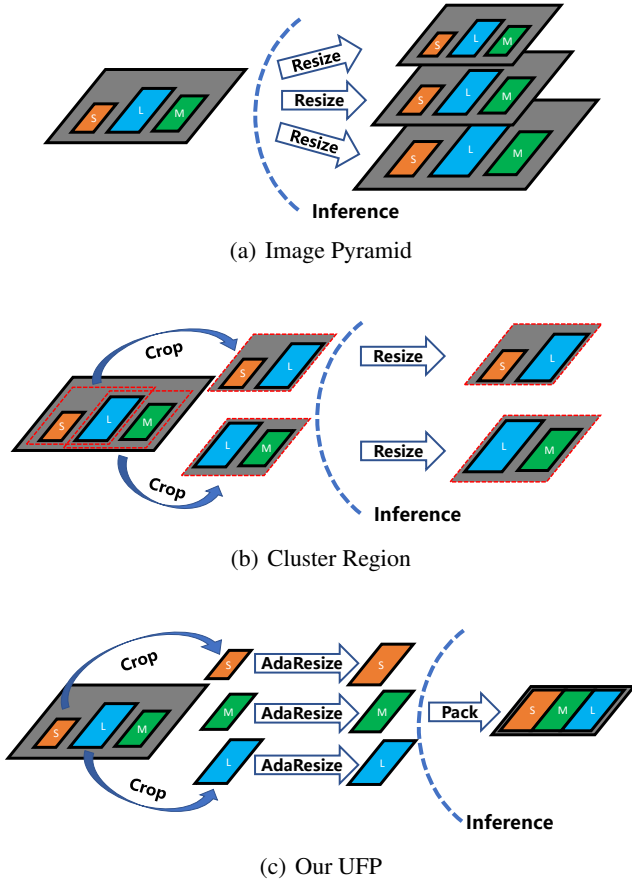 S L M
Resize
Resize
Resize
S L M
S L M
S L M
Inference
(a) Image Pyramid
Crop
S L M
Crop
S L
L M
Resize
Resize
S L
L M
Inference
(b) Cluster Region
Crop
S L M
Crop
S
M
L
AdaResize
AdaResize
AdaResize
S
M
L
Pack
S M L
Inference
(c) Our UFP